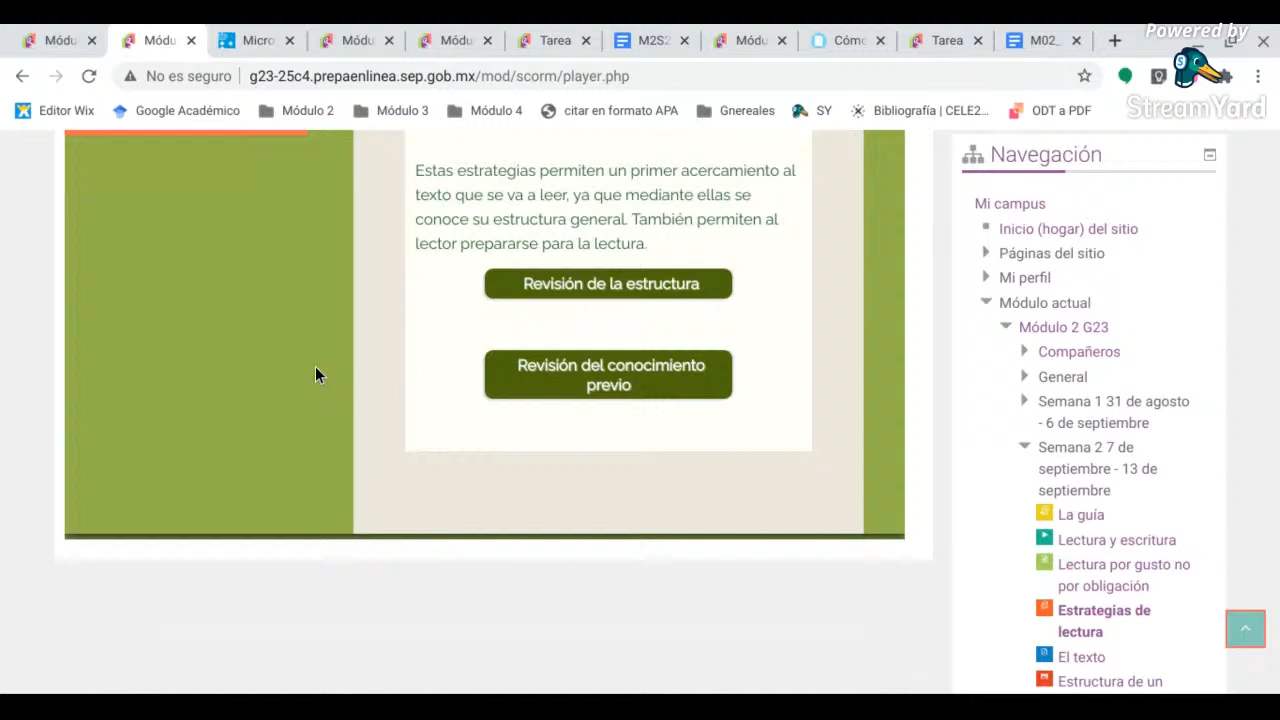 Powered by
StreamYard
Módu
Módu
Micro
Módu
Módu
Tarea
M2S2
Módu
Cómo
Tarea
M02_
No es seguro
g23-25c4.prepaenlinea.sep.gob.mx/mod/scorm/player.php
Editor Wix
Google Académico
Módulo 2
Módulo 3
Módulo 4
citar en formato APA
Gnereales
SY
Bibliografía | CELE2...
ODT a PDF
Estas estrategias permiten un primer acercamiento al
texto que se va a leer, ya que mediante ellas se
conoce su estructura general. También permiten al
lector prepararse para la lectura.
Revisión de la estructura
Revisión del conocimiento
previo
Navegación
Mi campus
Inicio (hogar) del sitio
Páginas del sitio
Mi perfil
Módulo actual
Módulo 2 G23
Compañeros
General
Semana 1 31 de agosto
- 6 de septiembre
Semana 2 7 de
septiembre - 13 de
septiembre
La guía
Lectura y escritura
Lectura por gusto no
por obligación
Estrategias de
lectura
El texto
Estructura de un